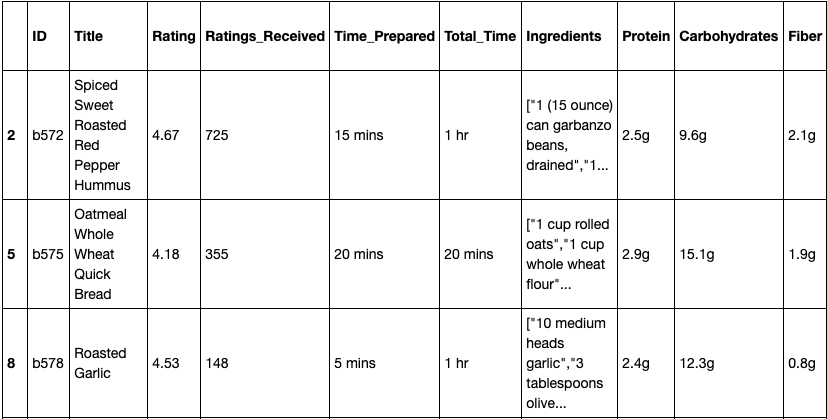 ID Title Rating Ratings_Received Time_Prepared Total_Time Ingredients Protein Carbohydrates Fiber
2 b572 Spiced Sweet Roasted Red Pepper Hummus 4.67 725 15 mins 1 hr ["1 (15 ounce) can garbanzo beans, drained","1... 2.5g 9.6g 2.1g
5 b575 Oatmeal Whole Wheat Quick Bread 4.18 355 20 mins 20 mins ["1 cup rolled oats","1 cup whole wheat flour"... 2.9g 15.1g 1.9g
8 b578 Roasted Garlic 4.53 148 5 mins 1 hr ["10 medium heads garlic","3 tablespoons olive... 2.4g 12.3g 0.8g